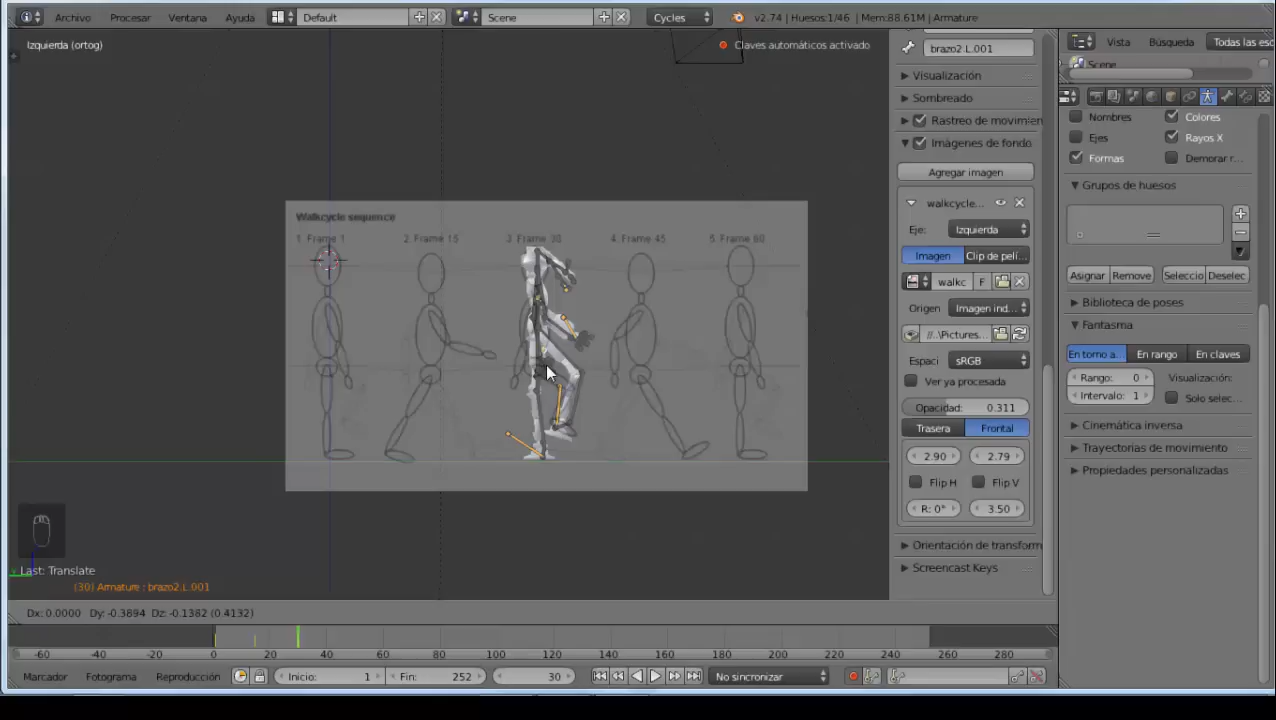 Archivo Procesar Ventana Ayuda Default Scene Cycles v2.74 | Huesos:1/46 | Mem:88.61M | Armature
Izquierda (ortog)
Claves automáticos activado
Walkcycle sequence
1. Frame 1 2. Frame 15 3. Frame 30 4. Frame 45 5. Frame 60
Last: Translate
(30) Armature : brazo2.L.001
Dx: 0.0000 Dy: -0.3894 Dz: -0.1382 (0.4132)
-60 -40 -20 0 20 40 60 80 100 120 140 160 180 200 220 240 260 280
Marcador Fotograma Reproducción Inicio: 1 Fin: 252 30 No sincronizar
brazo2.L.001
Visualización
Sombreado
Rastreo de movimien
Imágenes de fondo
Agregar imagen
walkcycle...
Eje: Izquierda
Imagen Clip de pelí...
walkc F
Origen Imagen ind...
//..\Pictures...
Espaci sRGB
Ver ya procesada
Opacidad: 0.311
Trasera Frontal
2.90 2.79
Flip H Flip V
R: 0° 3.50
Orientación de transform
Screencast Keys
Vista Búsqueda Todas las esc
Scene
Nombres Colores
Ejes Rayos X
Formas Demorar r...
Grupos de huesos
Asignar Remove Seleccio Deselec
Biblioteca de poses
Fantasma
En torno a... En rango En claves
Rango: 0 Visualización:
Intervalo: 1 Solo selec...
Cinemática inversa
Trayectorias de movimiento
Propiedades personalizadas